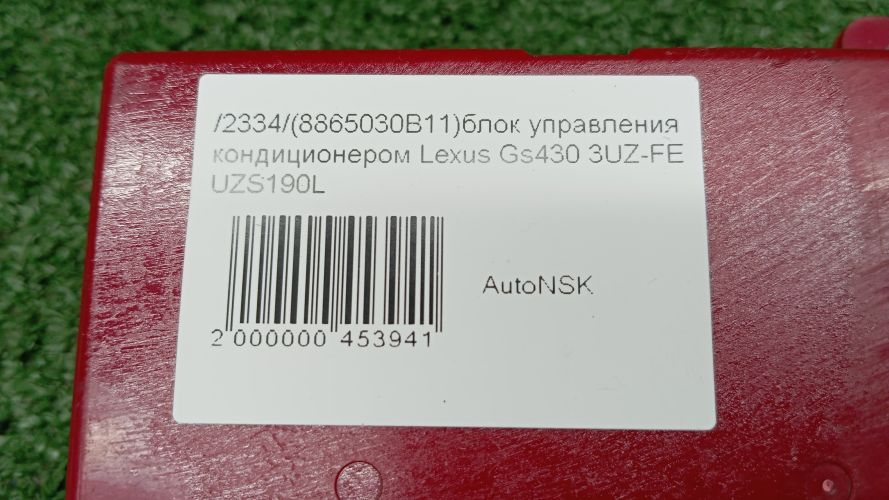 /2334/(8865030B11)блок управления
кондиционером Lexus Gs430 3UZ-FE
UZS190L
AutoNSK
2 000000 453941